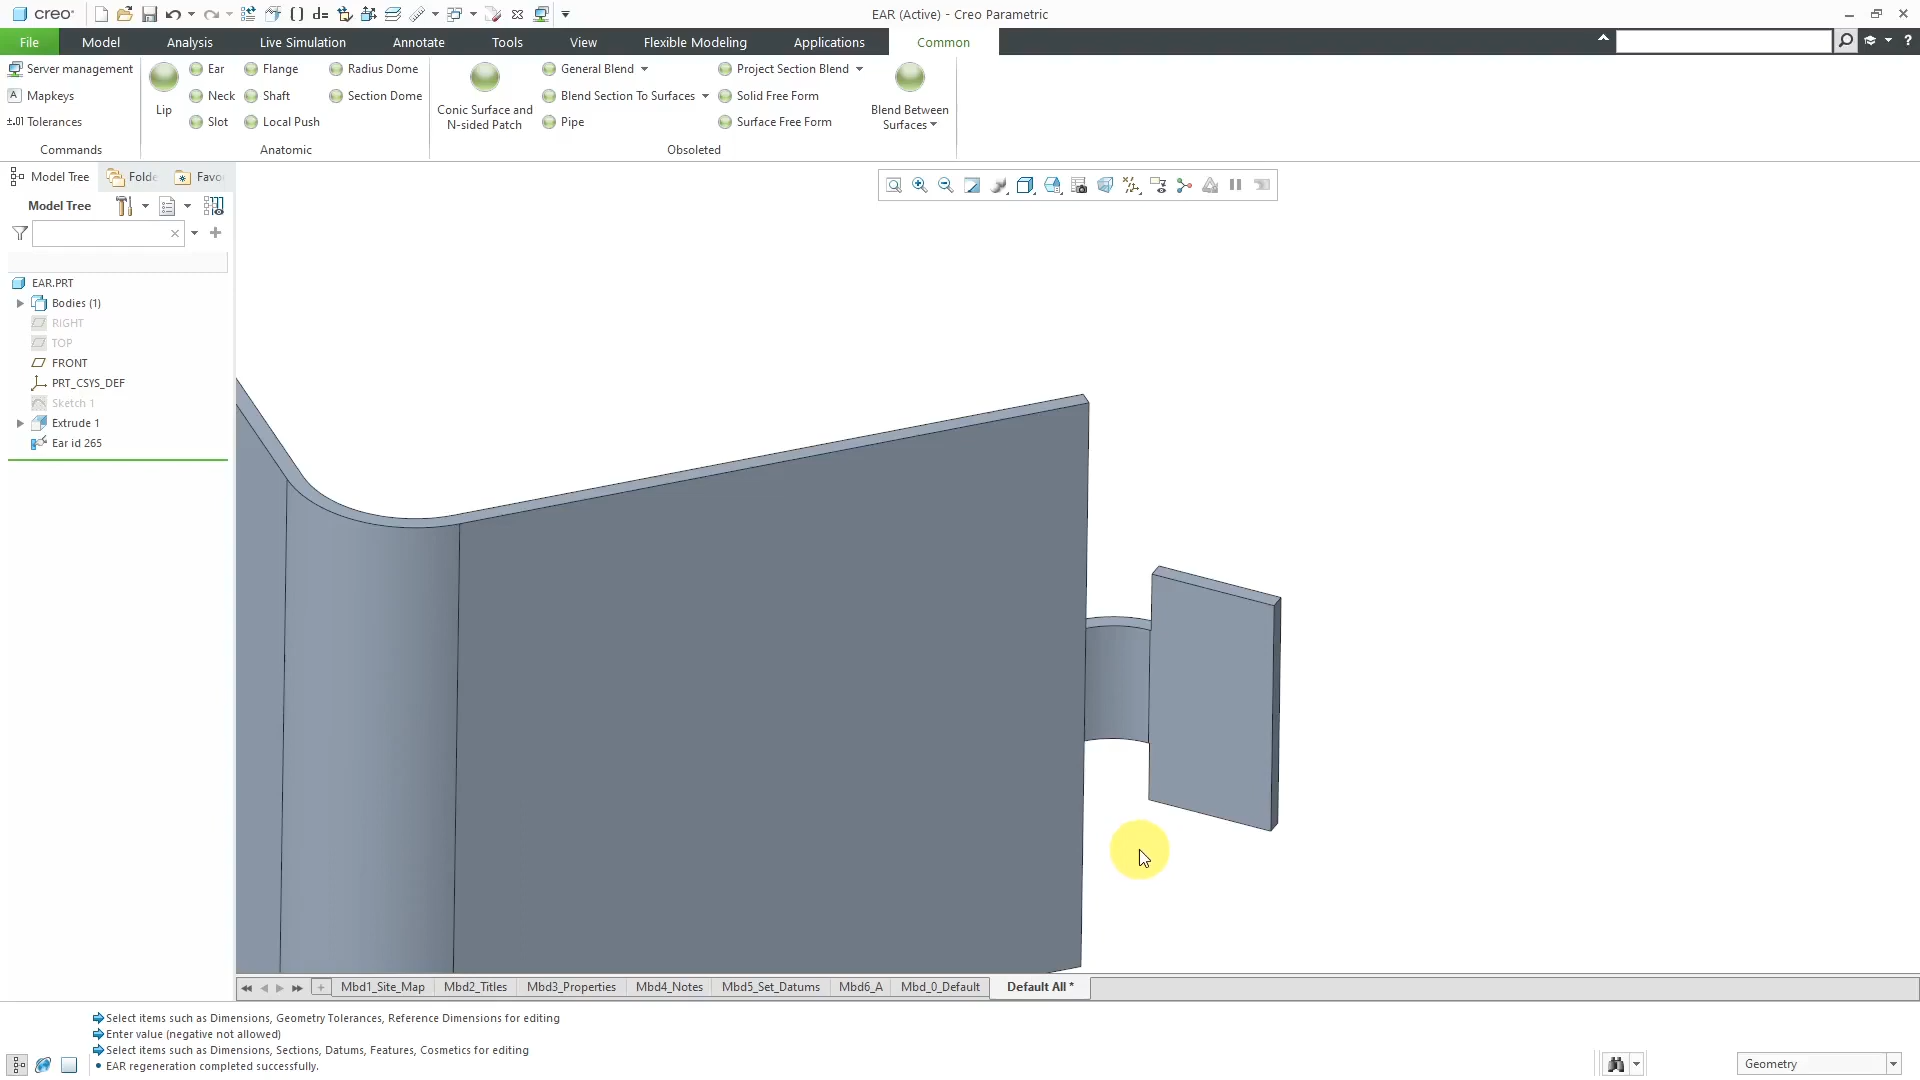 creo
EAR (Active) - Creo Parametric
File
Model
Analysis
Live Simulation
Annotate
Tools
View
Flexible Modeling
Applications
Common
Server management
Mapkeys
Tolerances
Commands
Lip
Ear
Neck
Slot
Flange
Shaft
Local Push
Radius Dome
Section Dome
Anatomic
Conic Surface and
N-sided Patch
General Blend
Blend Section To Surfaces
Pipe
Project Section Blend
Solid Free Form
Surface Free Form
Blend Between
Surfaces
Obsoleted
Model Tree
Folde
Favo
Model Tree
EAR.PRT
Bodies (1)
RIGHT
TOP
FRONT
PRT_CSYS_DEF
Sketch 1
Extrude 1
Ear id 265
Mbd1_Site_Map
Mbd2_Titles
Mbd3_Properties
Mbd4_Notes
Mbd5_Set_Datums
Mbd6_A
Mbd_0_Default
Default All *
Select items such as Dimensions, Geometry Tolerances, Reference Dimensions for editing
Enter value (negative not allowed)
Select items such as Dimensions, Sections, Datums, Features, Cosmetics for editing
• EAR regeneration completed successfully.
Geometry